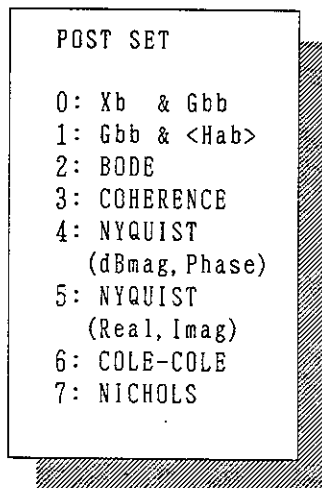 POST SET
0: Xb & Gbb
1: Gbb & <Hab>
2: BODE
3: COHERENCE
4: NYQUIST
(dBmag, Phase)
5: NYQUIST
(Real, Imag)
6: COLE-COLE
7: NICHOLS